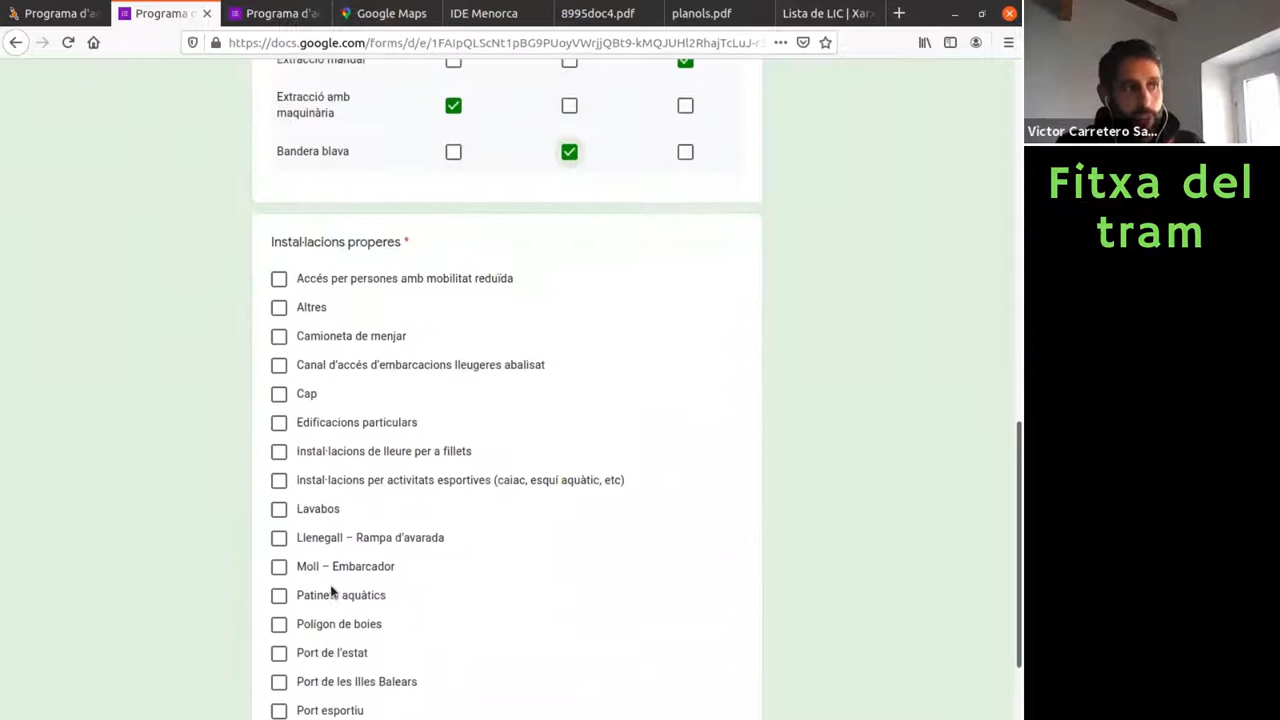 Programa d'a
Programa d
Programa d'a
Google Maps
IDE Menorca
8995doc4.pdf
planols.pdf
Lista de LIC | Xar
https://docs.google.com/forms/d/e/1FAIpQLScNt1pBG9PUoyVWrjjQBt9-kMQJUHl2RhajTcLuJ-r
Extracció manual
Extracció amb
maquinària
Bandera blava
Instal·lacions properes *
Accés per persones amb mobilitat reduïda
Altres
Camioneta de menjar
Canal d'accés d'embarcacions lleugeres abalisat
Cap
Edificacions particulars
Instal·lacions de lleure per a fillets
Instal·lacions per activitats esportives (caiac, esquí aquàtic, etc)
Lavabos
Llenegall – Rampa d'avarada
Moll – Embarcador
Patinets aquàtics
Polígon de boies
Port de l'estat
Port de les Illes Balears
Port esportiu
Victor Carretero Sa...
Fitxa del
tram